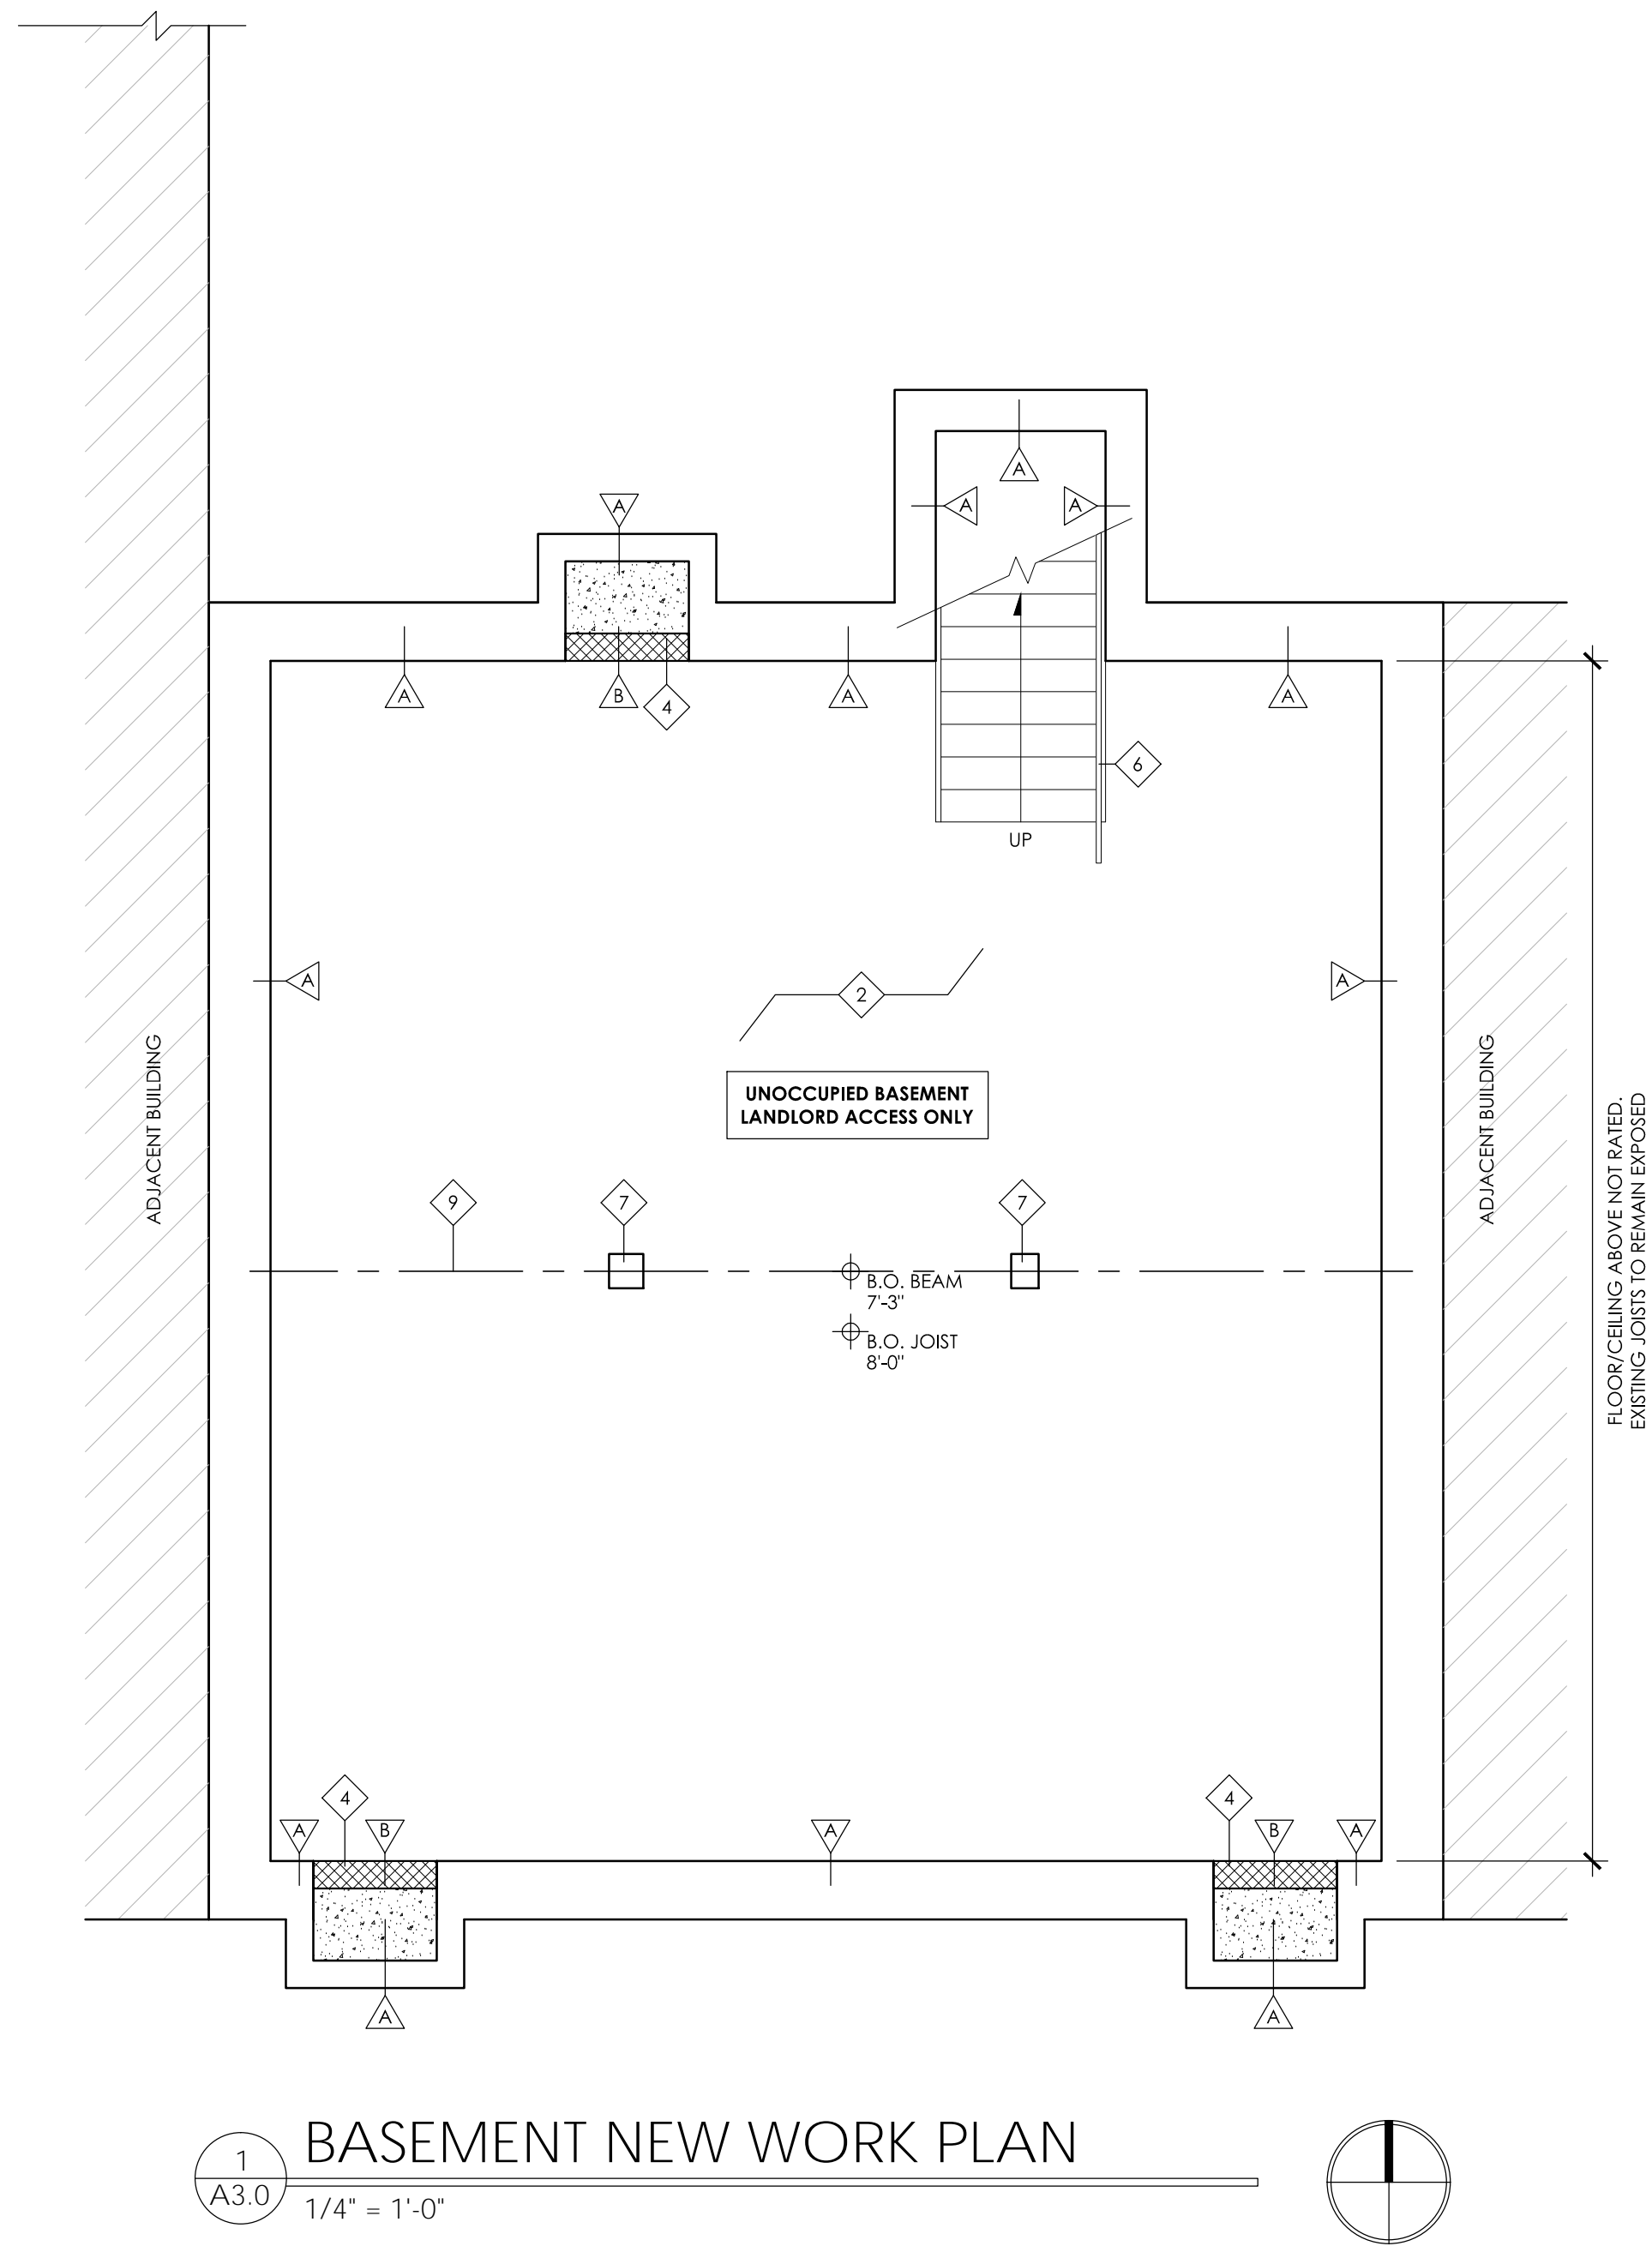 A
A
A
A
A
B
4
A
A
6
UP
A
2
A
UNOCCUPIED BASEMENT
LANDLORD ACCESS ONLY
ADJACENT BUILDING
ADJACENT BUILDING
FLOOR/CEILING ABOVE NOT RATED.
EXISTING JOISTS TO REMAIN EXPOSED
9
7
7
B.O. BEAM
7'-3"
B.O. JOIST
8'-0"
4
4
A
B
A
B
A
A
A
1
A3.0
BASEMENT NEW WORK PLAN
1/4" = 1'-0"